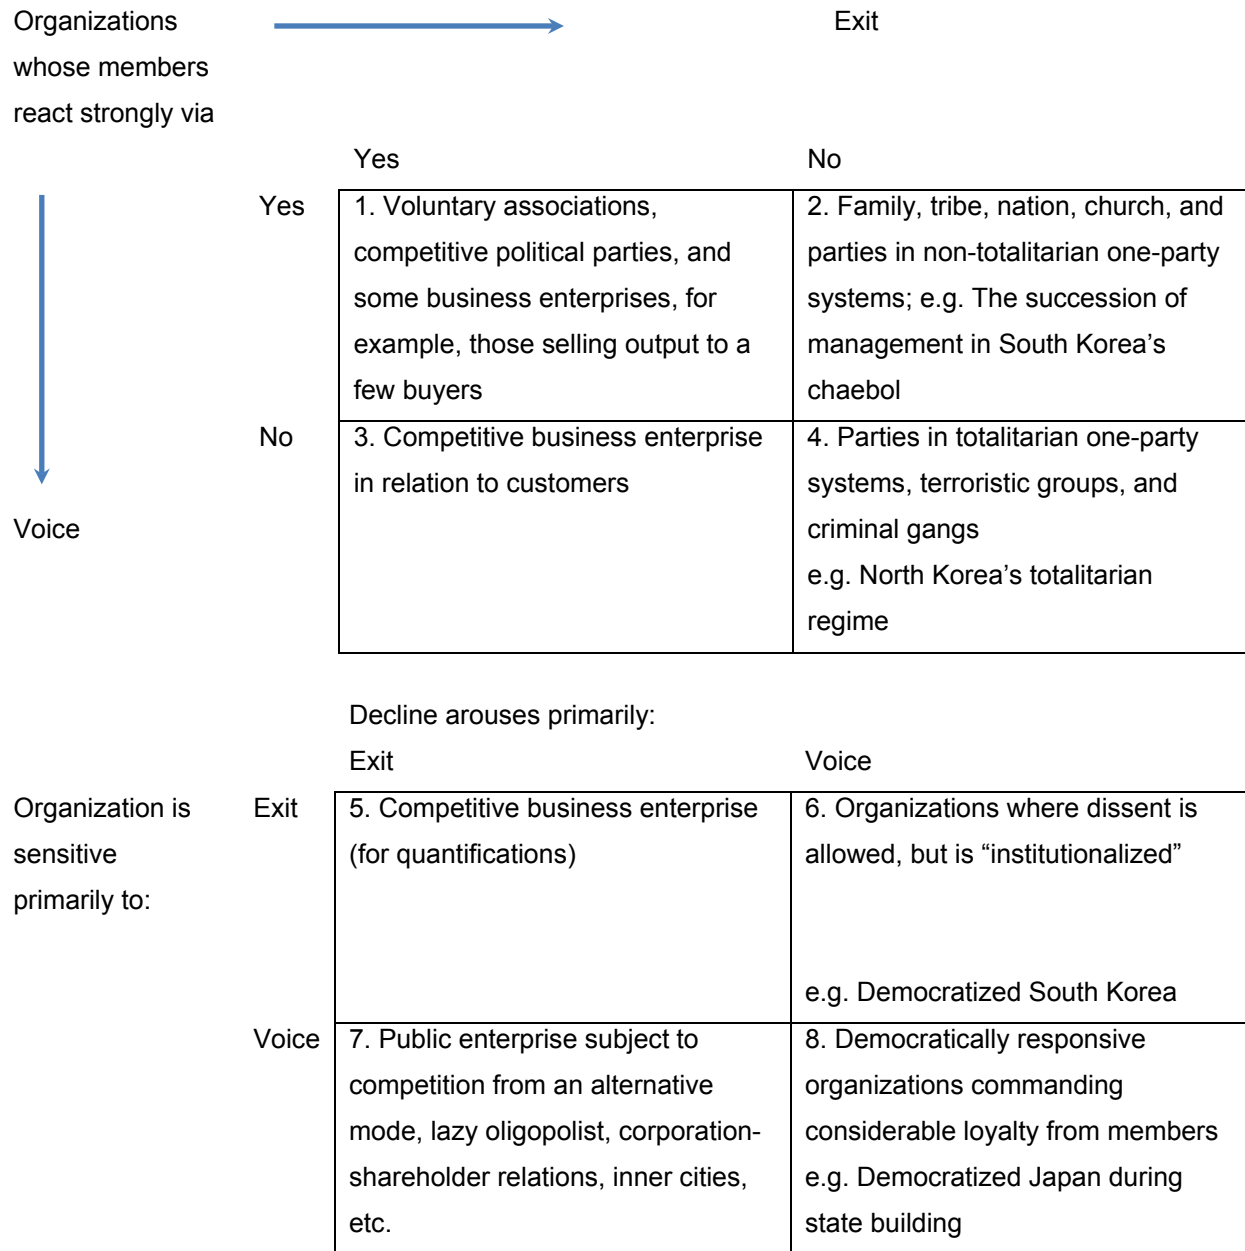 Organizations
whose members
react strongly via
Exit
Yes
No
Yes
1. Voluntary associations,
competitive political parties, and
some business enterprises, for
example, those selling output to a
few buyers
2. Family, tribe, nation, church, and
parties in non-totalitarian one-party
systems; e.g. The succession of
management in South Korea’s
chaebol
No
3. Competitive business enterprise
in relation to customers
4. Parties in totalitarian one-party
systems, terroristic groups, and
criminal gangs
e.g. North Korea’s totalitarian
regime
Voice
Decline arouses primarily:
Exit
Voice
Organization is
sensitive
primarily to:
Exit
5. Competitive business enterprise
(for quantifications)
6. Organizations where dissent is
allowed, but is “institutionalized”
e.g. Democratized South Korea
Voice
7. Public enterprise subject to
competition from an alternative
mode, lazy oligopolist, corporation-
shareholder relations, inner cities,
etc.
8. Democratically responsive
organizations commanding
considerable loyalty from members
e.g. Democratized Japan during
state building